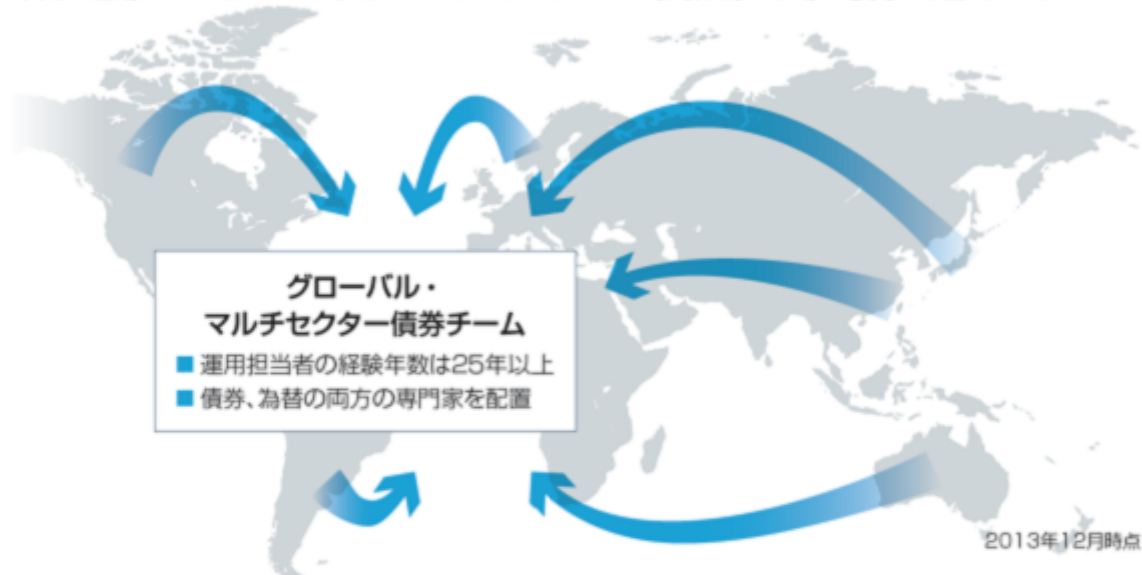 グローバル・
マルチセクター債券チーム
■ 運用担当者の経験年数は25年以上
■ 債券、為替の両方の専門家を配置
2013年12月時点